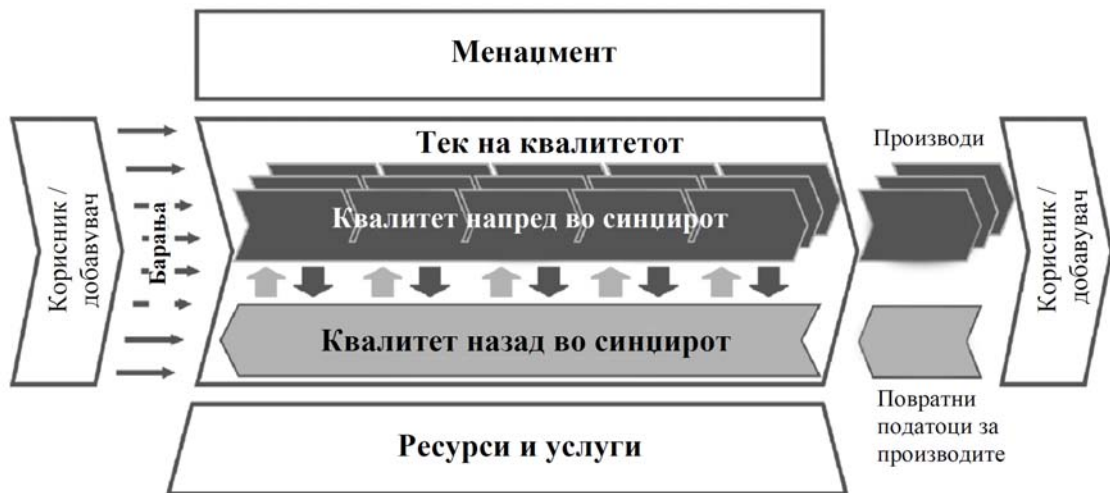 Менаџмент
Корисник /
добавувач
Барања
Тек на квалитетот
Квалитет напред во синџирот
Квалитет назад во синџирот
Производи
Повратни
податоци за
производите
Корисник /
добавувач
Ресурси и услуги